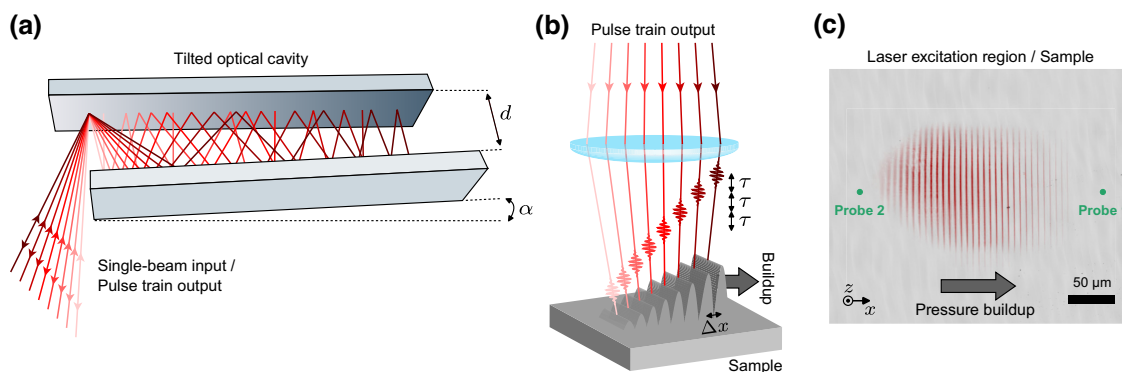 (a)
Tilted optical cavity
d
α
Single-beam input /
Pulse train output
(b)
Pulse train output
τ
τ
τ
Buildup
Δx
Sample
(c)
Laser excitation region / Sample
Probe 2
Probe
z
x
Pressure buildup
50 μm